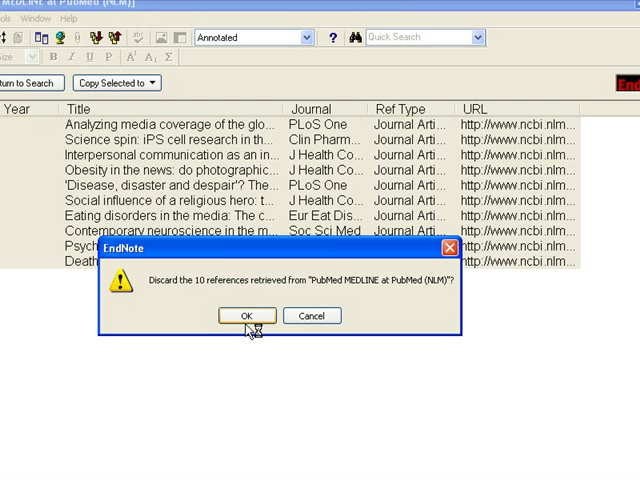 MEDLINE at PubMed (NLM)]
ols Window Help
Annotated ? Quick Search
Size B I U P A¹ A₁ Σ
turn to Search Copy Selected to End
Year Title Journal Ref Type URL
Analyzing media coverage of the glo... PLoS One Journal Arti... http://www.ncbi.nlm...
Science spin: iPS cell research in th... Clin Pharm... Journal Arti... http://www.ncbi.nlm...
Interpersonal communication as an in... J Health Co... Journal Arti... http://www.ncbi.nlm...
Obesity in the news: do photographic... J Health Co... Journal Arti... http://www.ncbi.nlm...
'Disease, disaster and despair'? The... PLoS One Journal Arti... http://www.ncbi.nlm...
Social influence of a religious hero: t... J Health Co... Journal Arti... http://www.ncbi.nlm...
Eating disorders in the media: The c... Eur Eat Dis... Journal Arti... http://www.ncbi.nlm...
Contemporary neuroscience in the m... Soc Sci Med Journal Arti... http://www.ncbi.nlm...
Psych http://www.ncbi.nlm...
Death http://www.ncbi.nlm...
EndNote
Discard the 10 references retrieved from "PubMed MEDLINE at PubMed (NLM)"?
OK Cancel